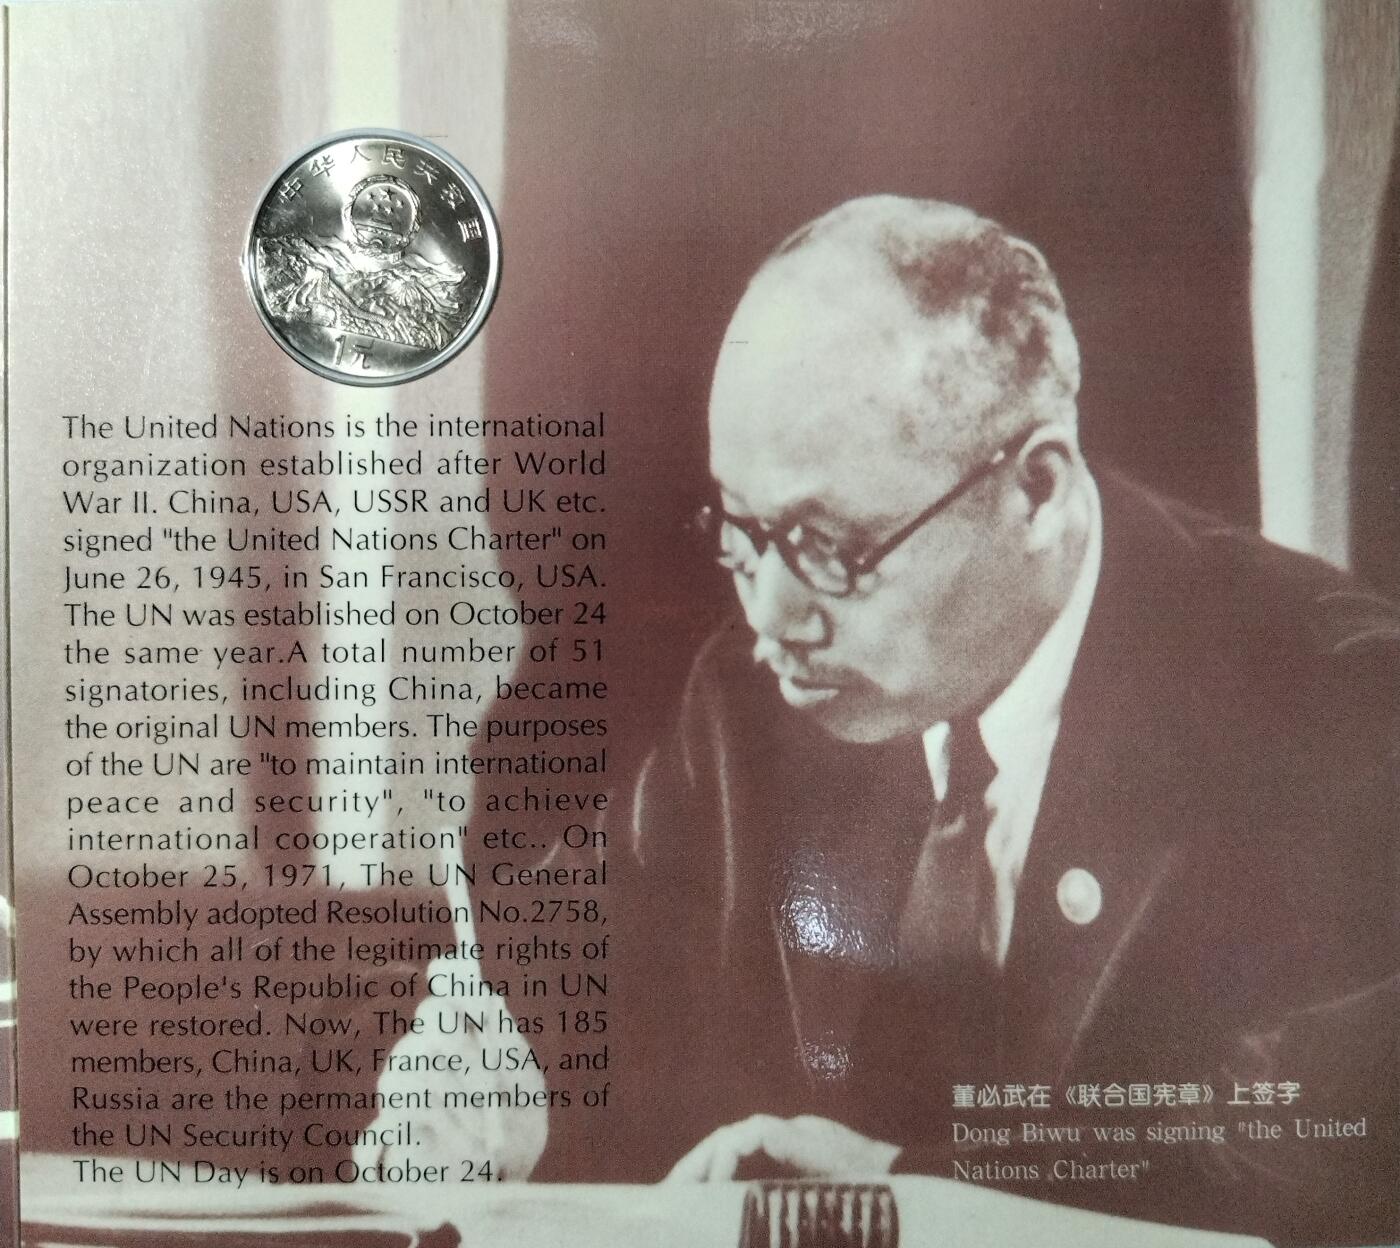 中华人民共和国
1元
The United Nations is the international
organization established after World
War II. China, USA, USSR and UK etc.
signed "the United Nations Charter" on
June 26, 1945, in San Francisco, USA.
The UN was established on October 24
the same year.A total number of 51
signatories, including China, became
the original UN members. The purposes
of the UN are "to maintain international
peace and security", "to achieve
international cooperation" etc.. On
October 25, 1971, The UN General
Assembly adopted Resolution No.2758,
by which all of the legitimate rights of
the People's Republic of China in UN
were restored. Now, The UN has 185
members, China, UK, France, USA, and
Russia are the permanent members of
the UN Security Council.
The UN Day is on October 24.
董必武在《联合国宪章》上签字
Dong Biwu was signing "the United
Nations Charter"